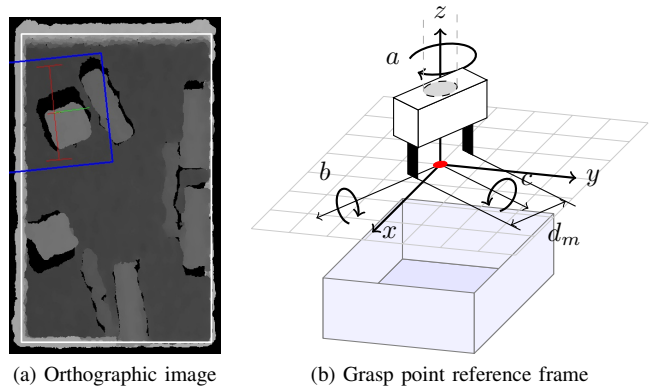 z
a
b
c
y
x
d_m
(a) Orthographic image
(b) Grasp point reference frame